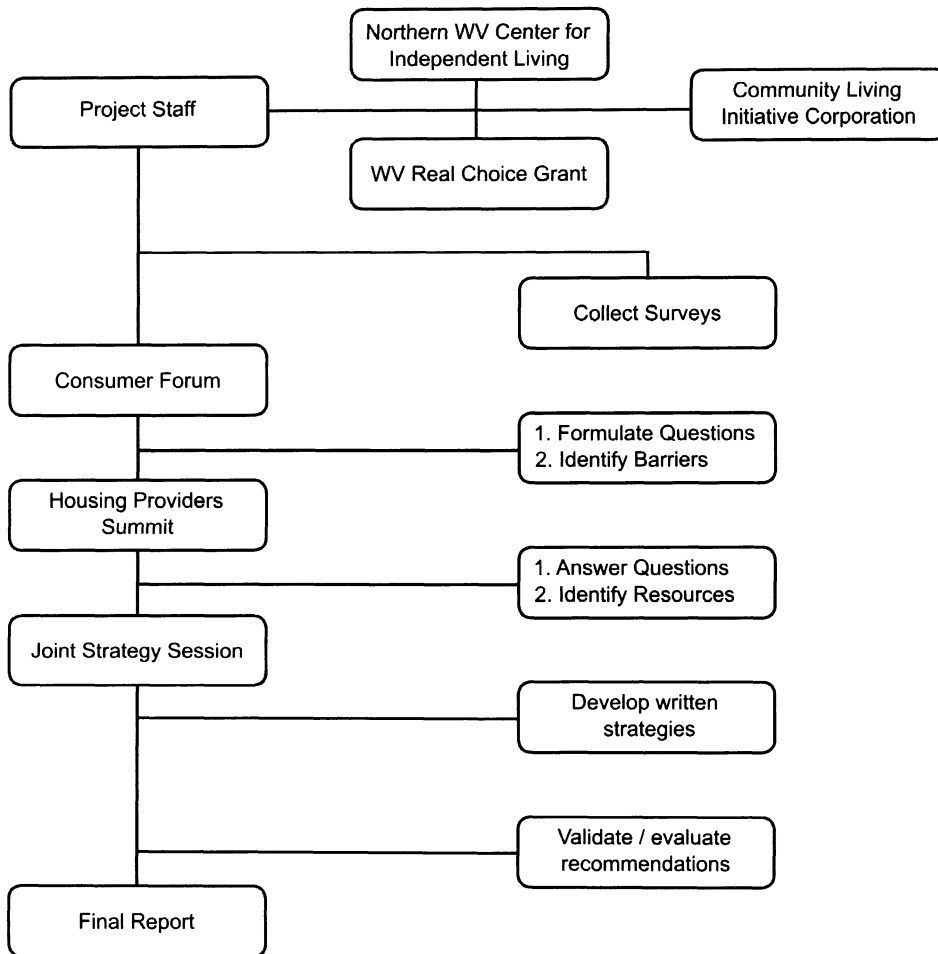 Northern WV Center for
Independent Living
Project Staff
Community Living
Initiative Corporation
WV Real Choice Grant
Collect Surveys
Consumer Forum
1. Formulate Questions
2. Identify Barriers
Housing Providers
Summit
1. Answer Questions
2. Identify Resources
Joint Strategy Session
Develop written
strategies
Validate / evaluate
recommendations
Final Report